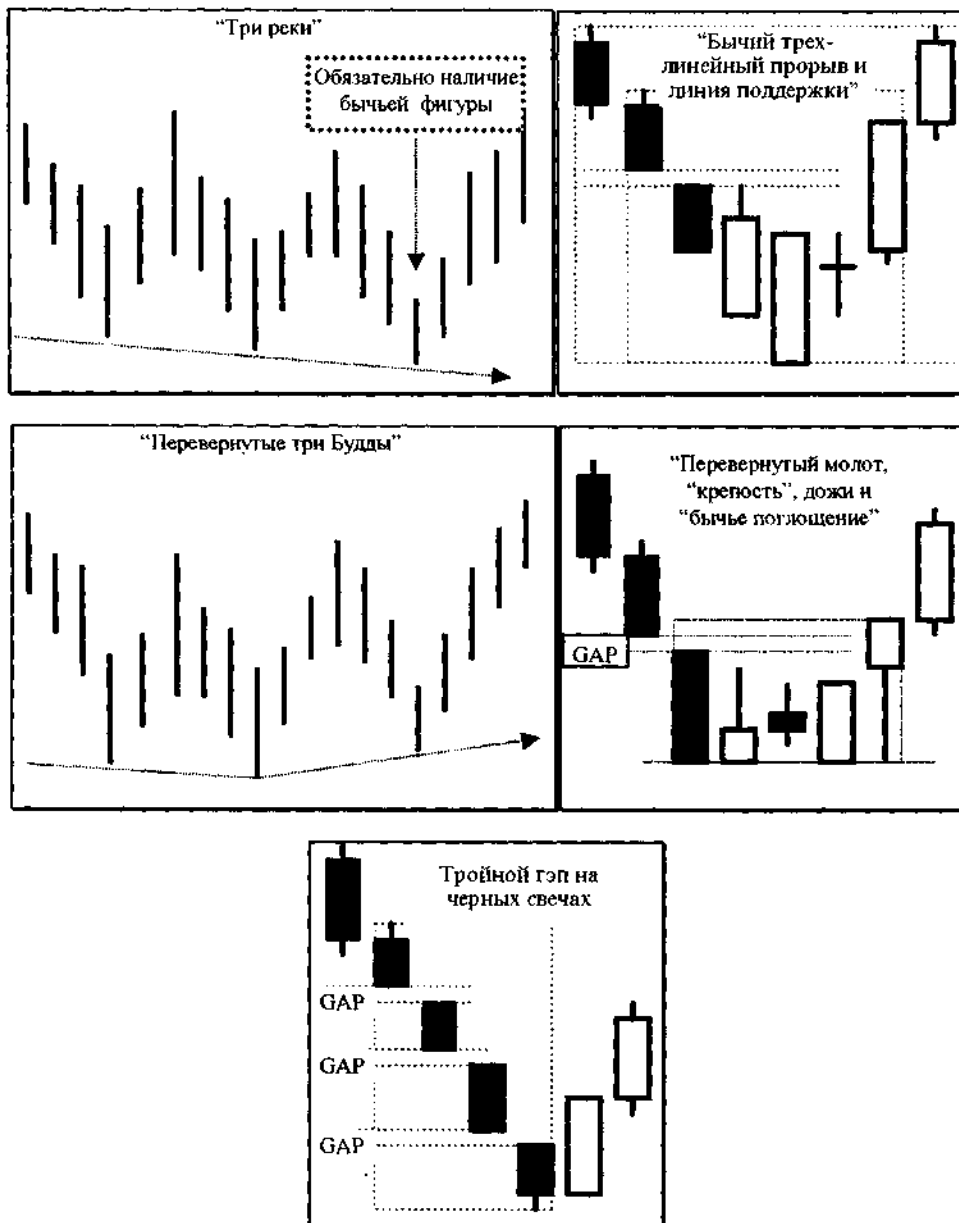 “Три реки”
Обязательно наличие
бычьей фигуры
“Бычий трех-
линейный прорыв и
линия поддержки”
“Перевернутые три Будды”
“Перевернутый молот,
“крепость”, дожи и
“бычье поглощение”
GAP
Тройной гэп на
черных свечах
GAP
GAP
GAP